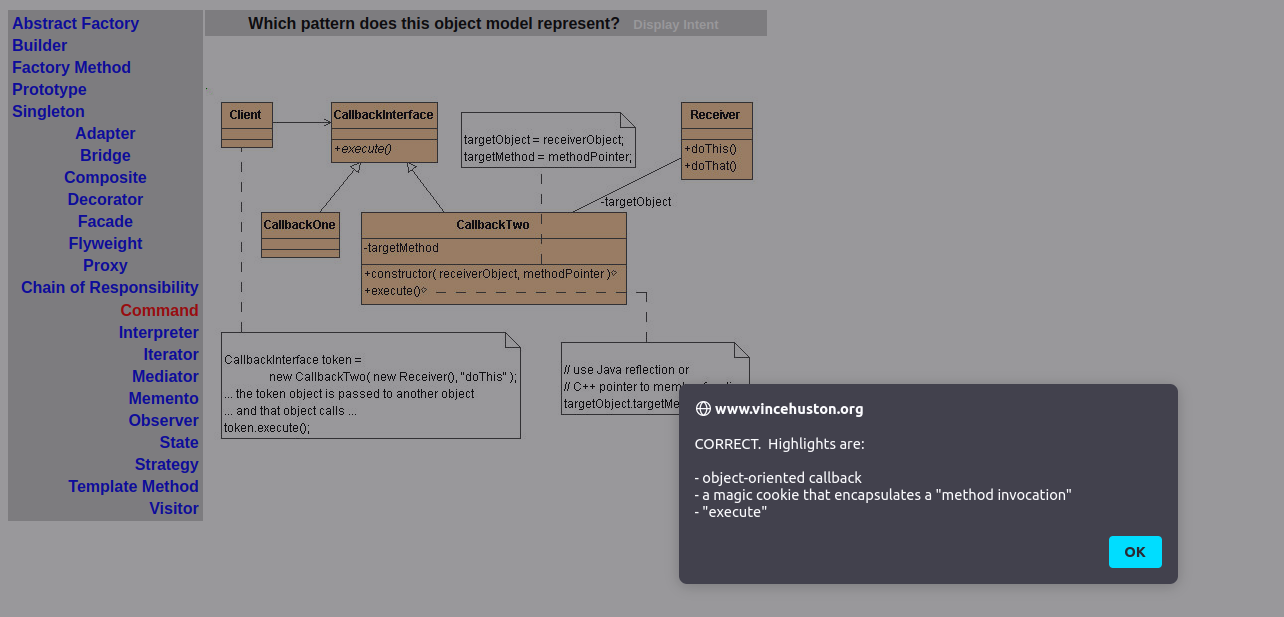 Abstract Factory
Builder
Factory Method
Prototype
Singleton
Adapter
Bridge
Composite
Decorator
Facade
Flyweight
Proxy
Chain of Responsibility
Command
Interpreter
Iterator
Mediator
Memento
Observer
State
Strategy
Template Method
Visitor
Which pattern does this object model represent? Display Intent
Client
CallbackInterface
+execute()
targetObject = receiverObject;
targetMethod = methodPointer;
Receiver
+doThis()
+doThat()
-targetObject
CallbackOne
CallbackTwo
-targetMethod
+constructor( receiverObject, methodPointer )
+execute()
CallbackInterface token =
new CallbackTwo( new Receiver(), "doThis" );
... the token object is passed to another object
... and that object calls ...
token.execute();
// use Java reflection or
// C++ pointer to
targetObject.targetMe
www.vincehuston.org
CORRECT. Highlights are:
- object-oriented callback
- a magic cookie that encapsulates a "method invocation"
- "execute"
OK